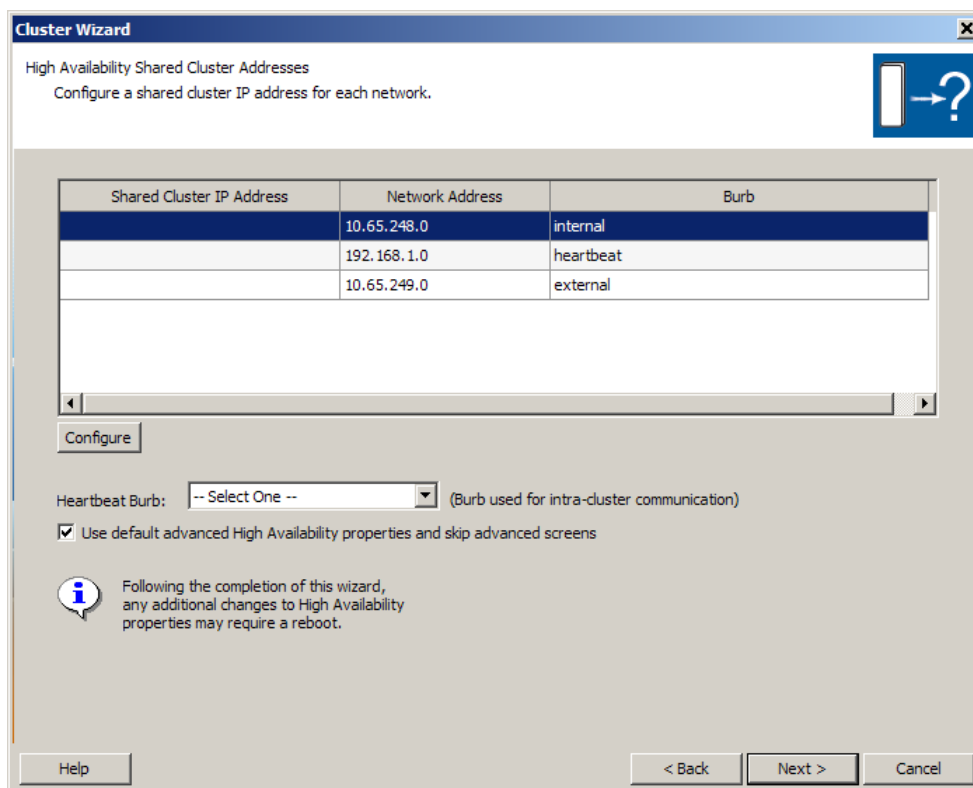 Cluster Wizard
High Availability Shared Cluster Addresses
Configure a shared cluster IP address for each network.
Shared Cluster IP Address Network Address Burb
10.65.248.0 internal
192.168.1.0 heartbeat
10.65.249.0 external
Configure
Heartbeat Burb: -- Select One -- (Burb used for intra-cluster communication)
Use default advanced High Availability properties and skip advanced screens
Following the completion of this wizard,
any additional changes to High Availability
properties may require a reboot.
Help < Back Next > Cancel